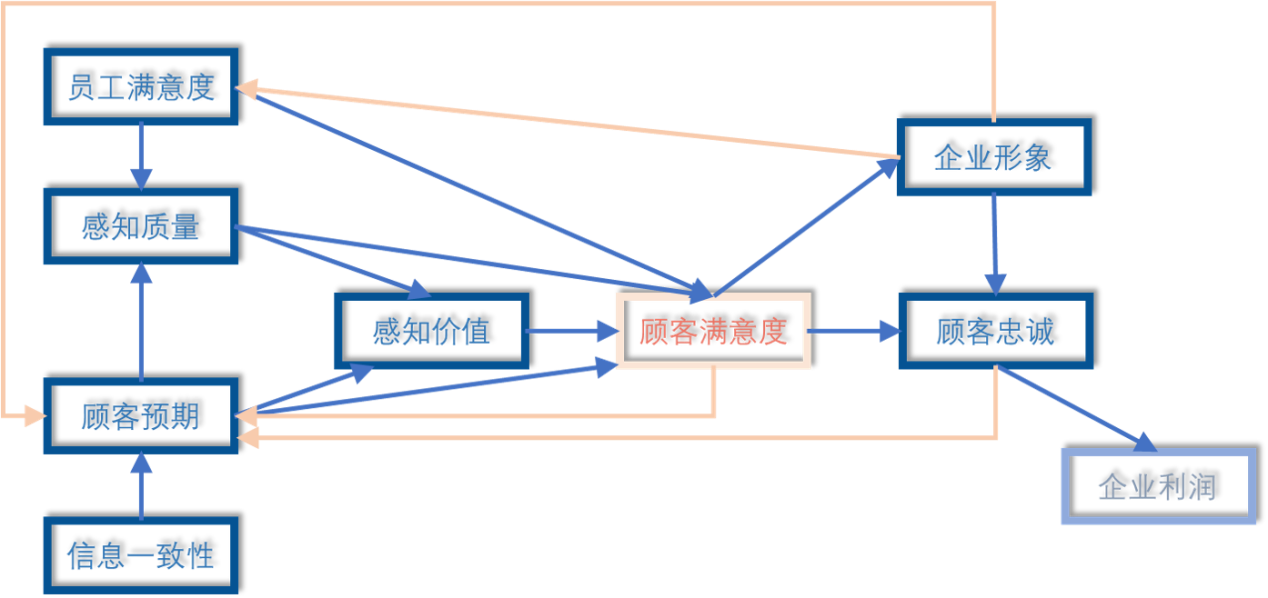 员工满意度
企业形象
感知质量
感知价值
顾客满意度
顾客忠诚
顾客预期
企业利润
信息一致性